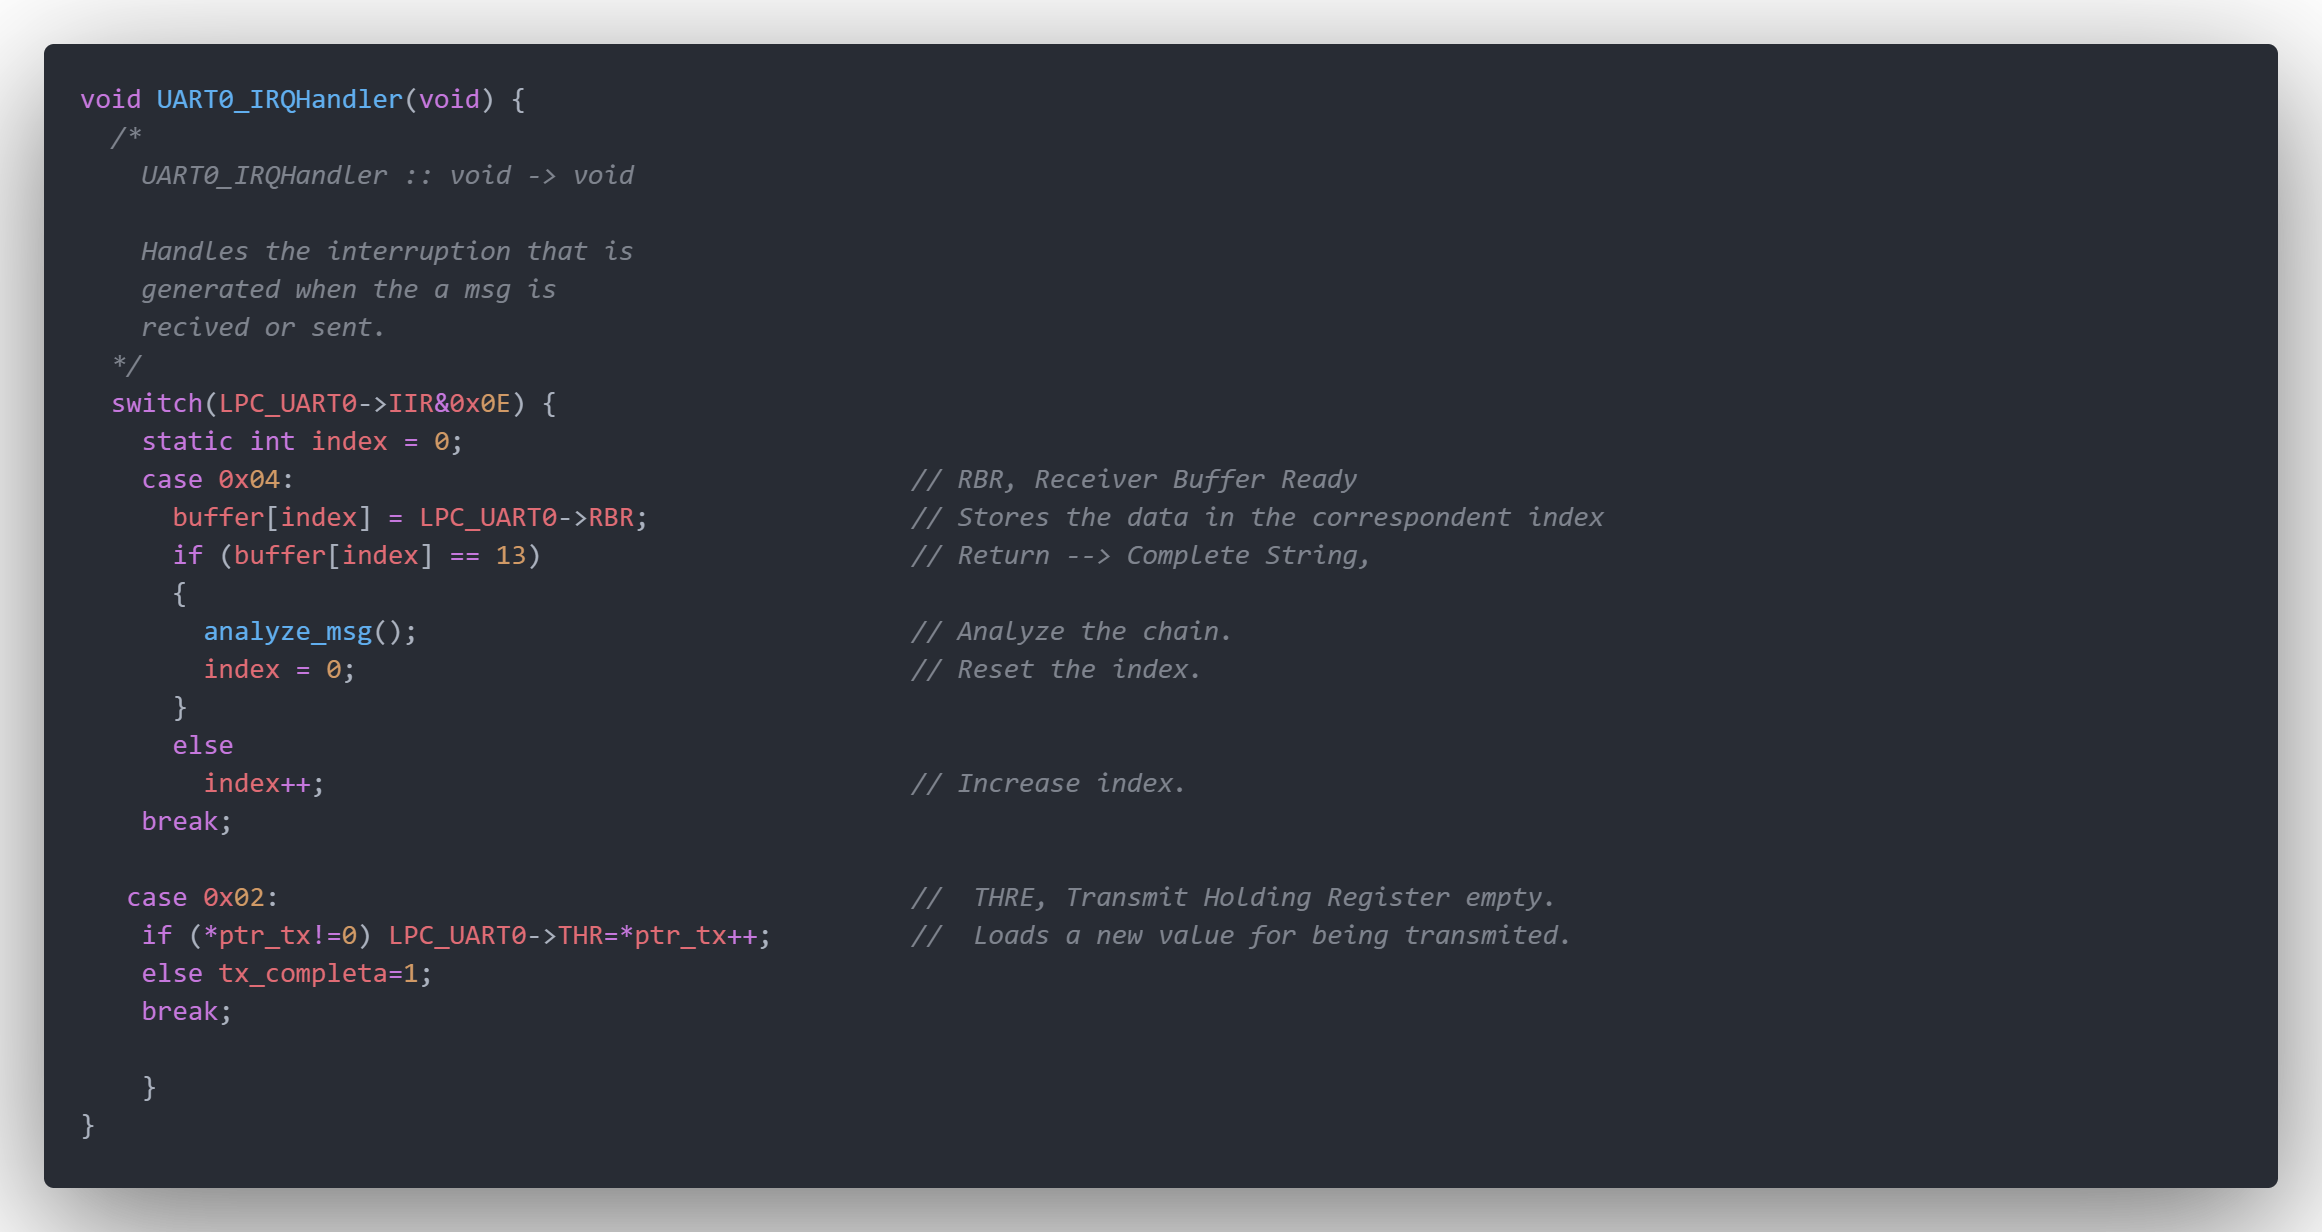 void UART0_IRQHandler(void) {
  /*
    UART0_IRQHandler :: void -> void

    Handles the interruption that is
    generated when the a msg is
    recived or sent.
  */
  switch(LPC_UART0->IIR&0x0E) {
    static int index = 0;
    case 0x04:                                        // RBR, Receiver Buffer Ready
      buffer[index] = LPC_UART0->RBR;                 // Stores the data in the correspondent index
      if (buffer[index] == 13)                        // Return --> Complete String,
      {
        analyze_msg();                                // Analyze the chain.
        index = 0;                                    // Reset the index.
      }
      else
        index++;                                      // Increase index.
    break;

   case 0x02:                                         //  THRE, Transmit Holding Register empty.
    if (*ptr_tx!=0) LPC_UART0->THR=*ptr_tx++;         //  Loads a new value for being transmited.
    else tx_completa=1;
    break;

    }
}